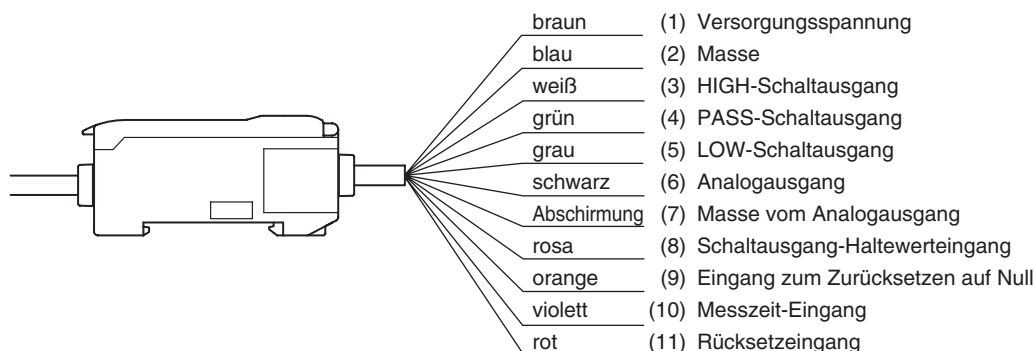 braun (1) Versorgungsspannung
blau (2) Masse
weiß (3) HIGH-Schaltausgang
grün (4) PASS-Schaltausgang
grau (5) LOW-Schaltausgang
schwarz (6) Analogausgang
Abschirmung (7) Masse vom Analogausgang
rosa (8) Schaltausgang-Haltewerteingang
orange (9) Eingang zum Zurücksetzen auf Null
violett (10) Messzeit-Eingang
rot (11) Rücksetzeingang